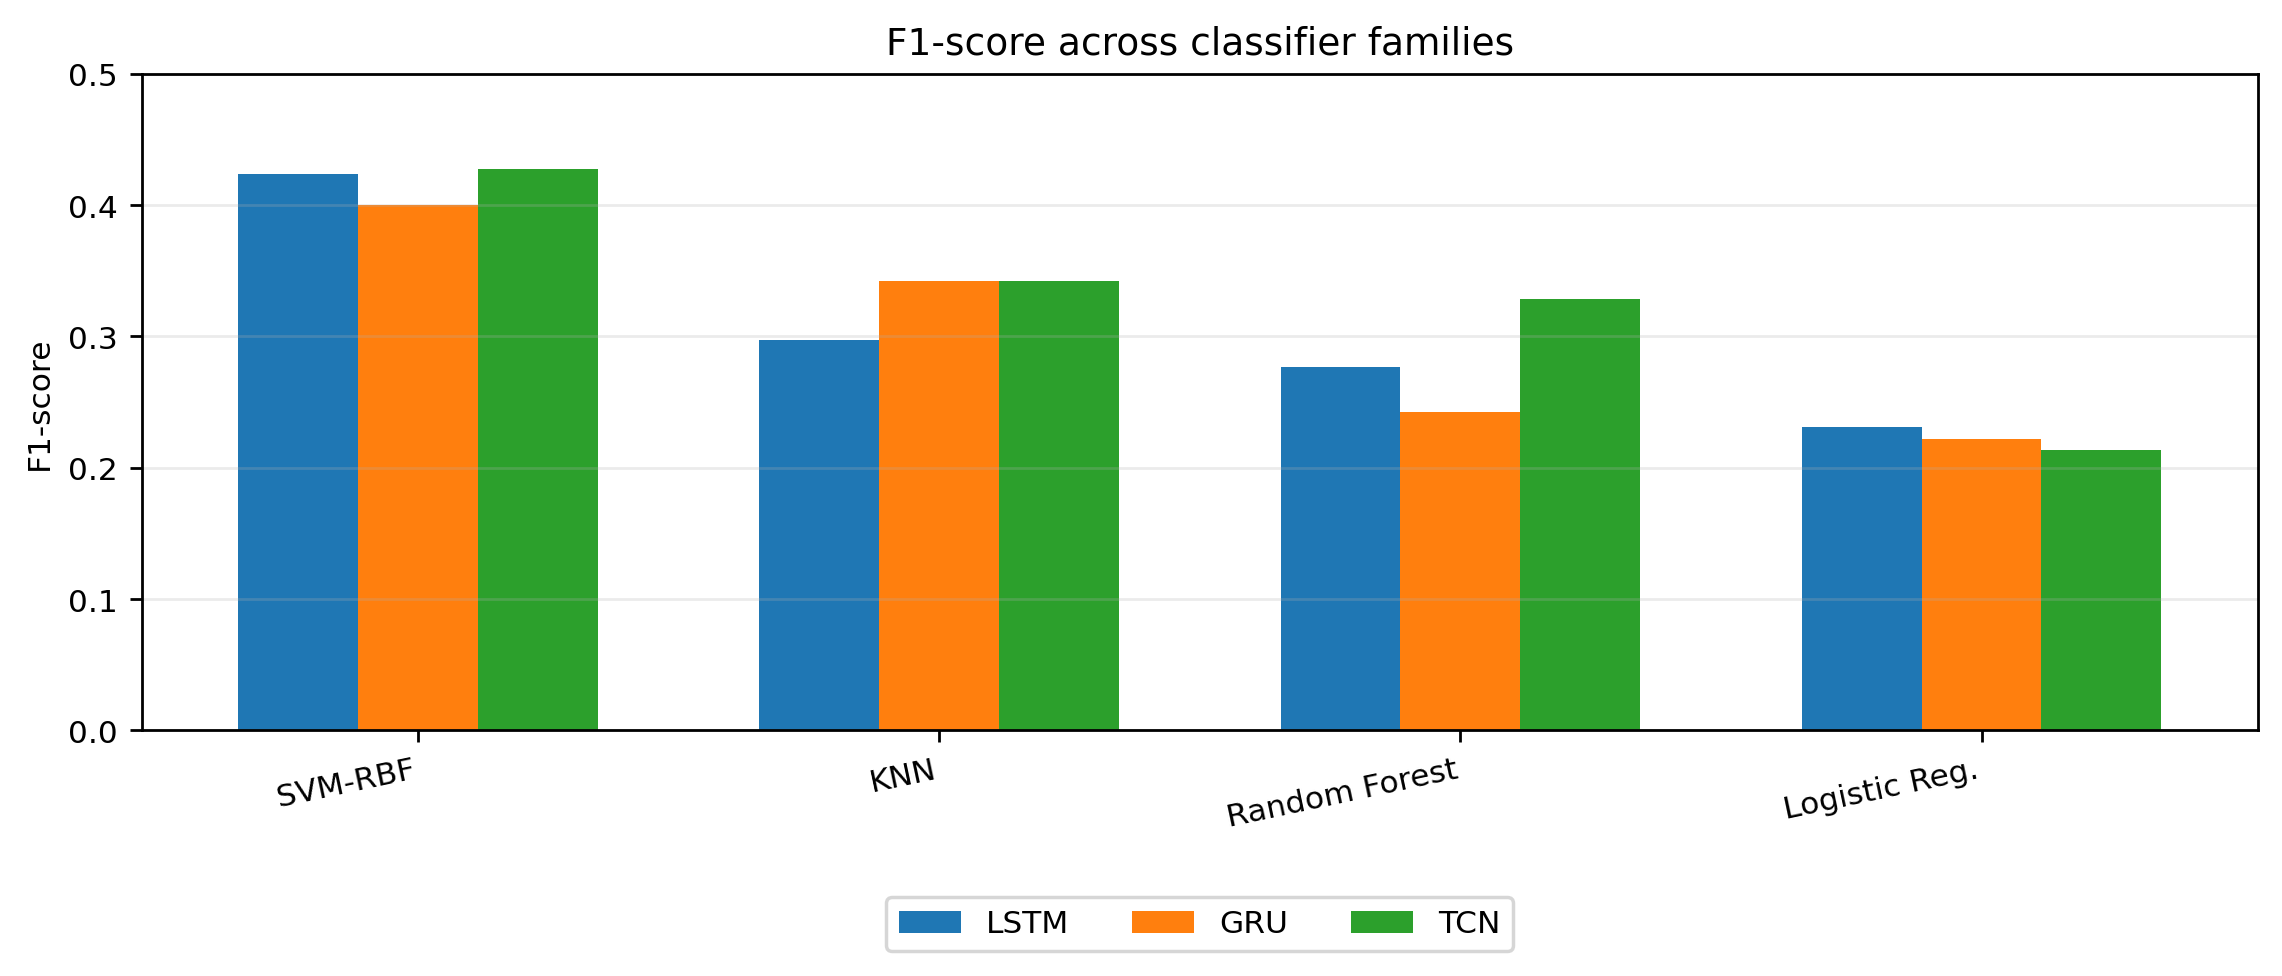 F1-score across classifier families
F1-score
0.5
0.4
0.3
0.2
0.1
0.0
SVM-RBF
KNN
Random Forest
Logistic Reg.
LSTM GRU TCN